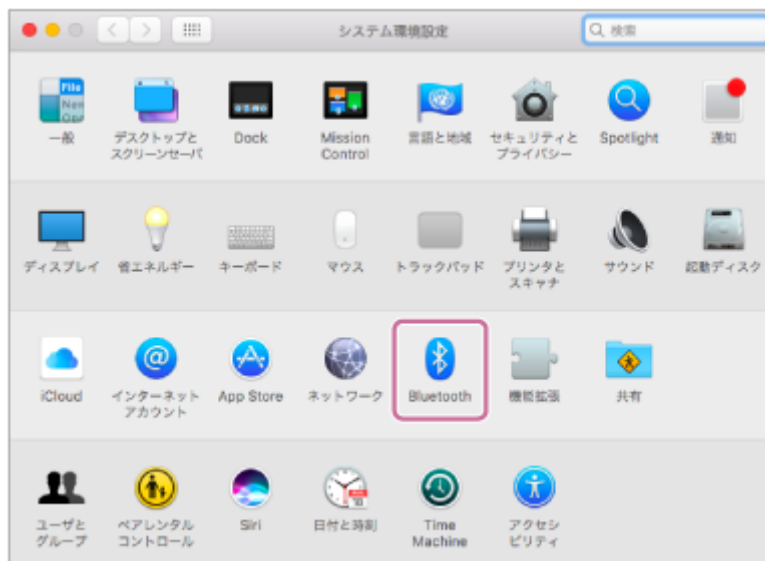 システム環境設定
検索
File
New
Ope
一般
デスクトップと
スクリーンセーバ
Dock
Mission
Control
言語と地域
セキュリティと
プライバシー
Spotlight
通知
ディスプレイ
省エネルギー
キーボード
マウス
トラックパッド
プリンタと
スキャナ
サウンド
起動ディスク
iCloud
インターネット
アカウント
App Store
ネットワーク
Bluetooth
機能拡張
共有
ユーザと
グループ
ペアレンタル
コントロール
Siri
日付と時刻
Time
Machine
アクセシ
ビリティ